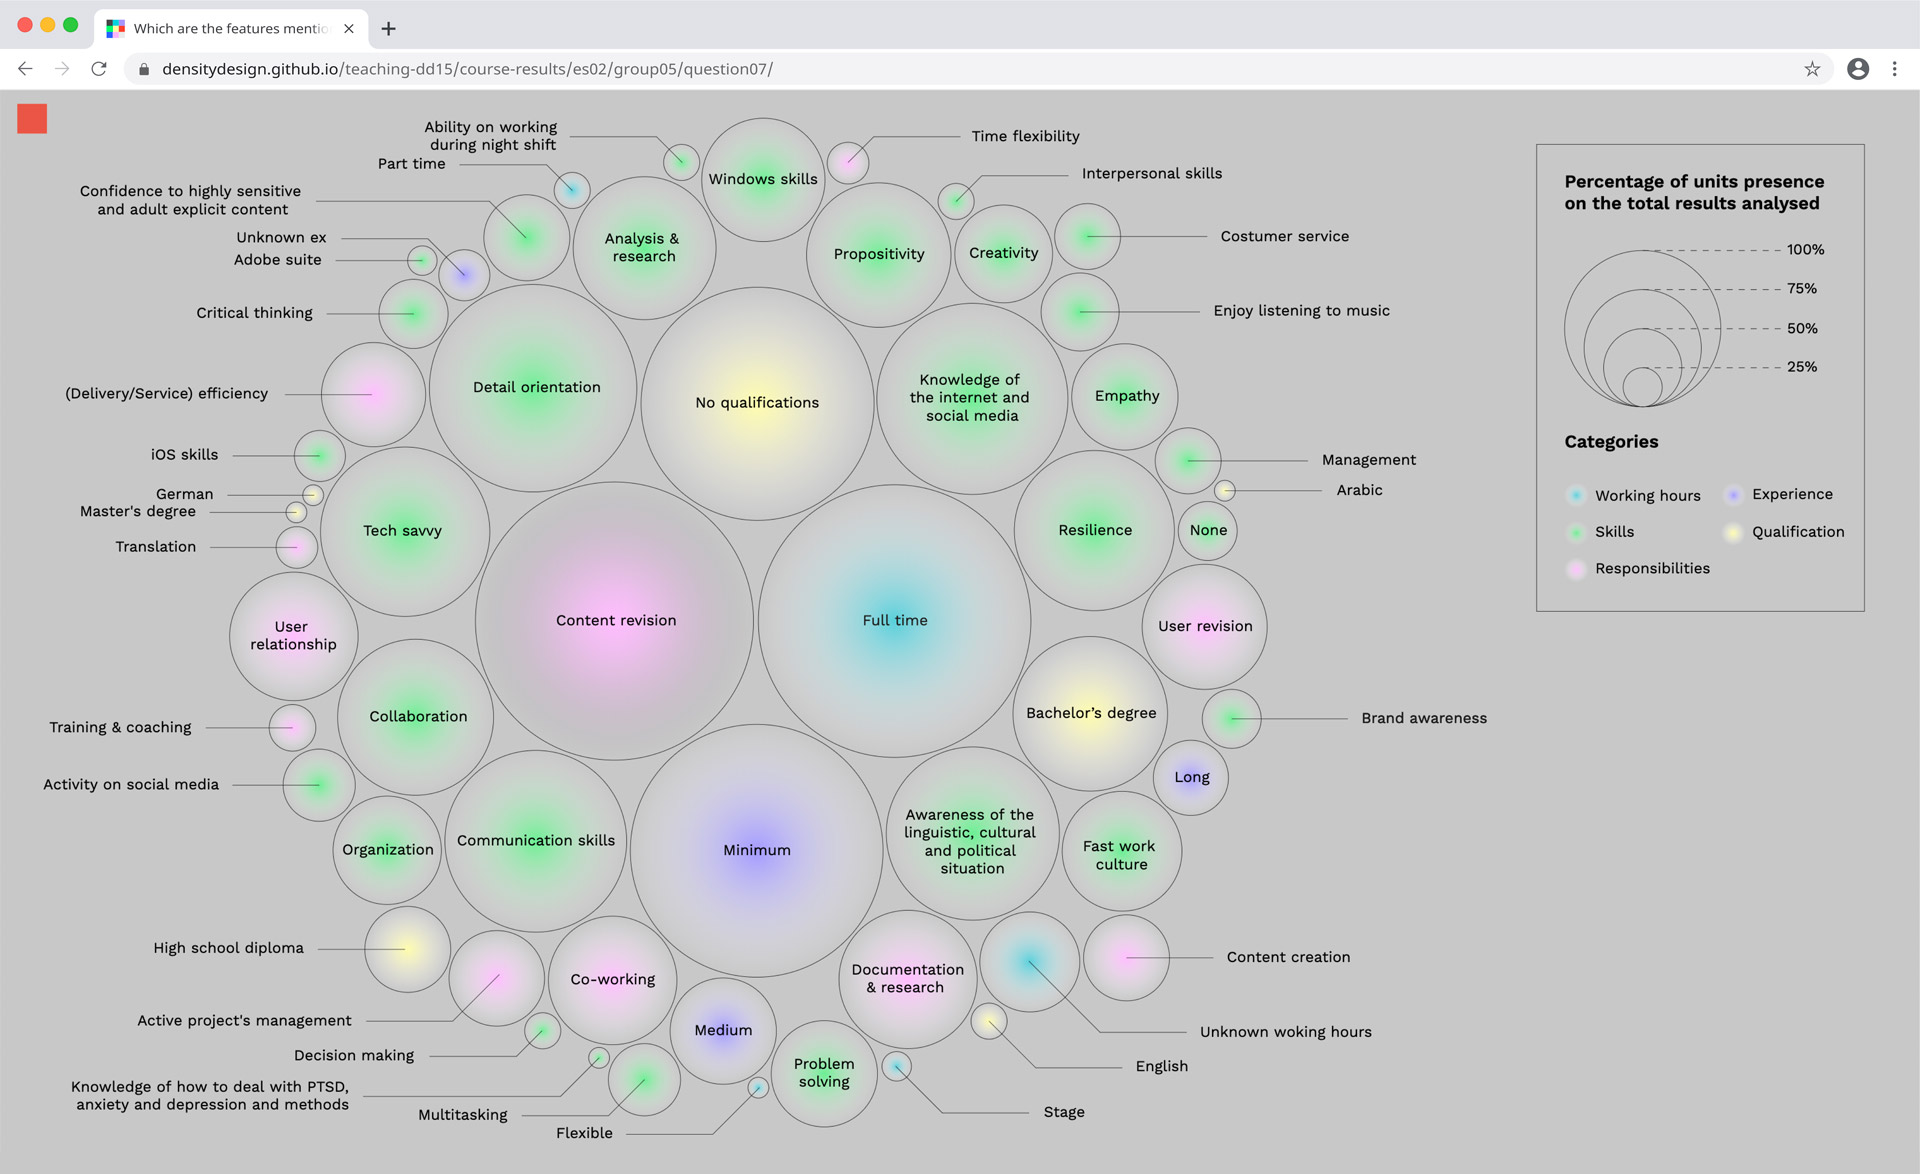 Which are the features mentio
densitydesign.github.io/teaching-dd15/course-results/es02/group05/question07/
Ability on working
during night shift
Part time
Confidence to highly sensitive
and adult explicit content
Unknown ex
Adobe suite
Critical thinking
(Delivery/Service) efficiency
iOS skills
German
Master's degree
Translation
User
relationship
Training & coaching
Activity on social media
Organization
High school diploma
Active project's management
Decision making
Knowledge of how to deal with PTSD,
anxiety and depression and methods
Multitasking
Flexible
Windows skills
Analysis &
research
Propositivity
Creativity
Detail orientation
No qualifications
Knowledge of
the internet and
social media
Empathy
Tech savvy
Resilience
None
Content revision
Full time
User revision
Collaboration
Bachelor’s degree
Long
Communication skills
Minimum
Awareness of the
linguistic, cultural
and political
situation
Fast work
culture
Co-working
Documentation
& research
Medium
Problem
solving
Time flexibility
Interpersonal skills
Costumer service
Enjoy listening to music
Management
Arabic
Brand awareness
Content creation
Unknown woking hours
English
Stage
Percentage of units presence
on the total results analysed
100%
75%
50%
25%
Categories
Working hours
Experience
Skills
Qualification
Responsibilities